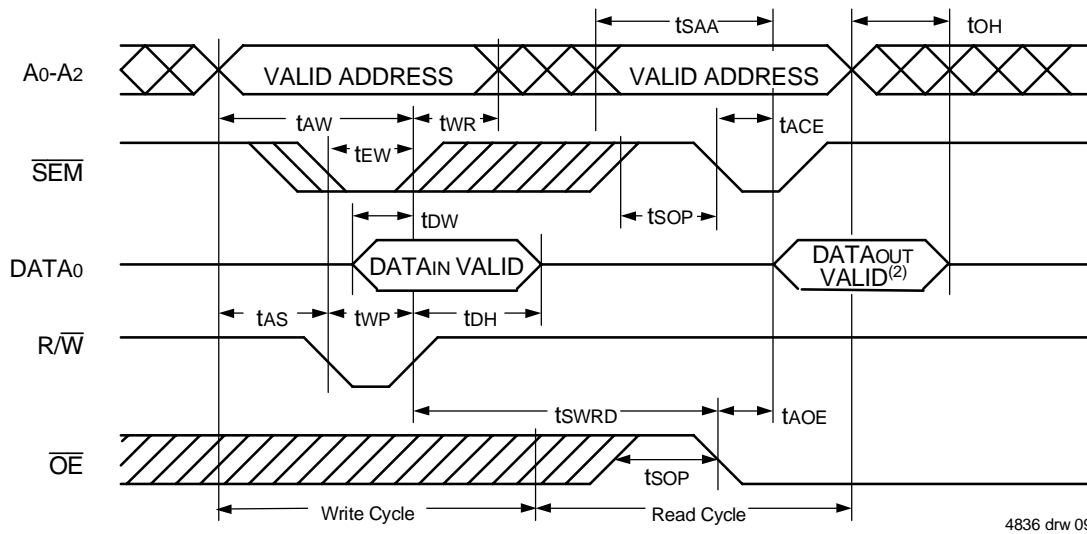 tSAA
tOH
A0-A2
VALID ADDRESS
VALID ADDRESS
tAW
tWR
tACE
tEW
SEM
tDW
tSOP
DATA0
DATAIN VALID
DATAOUT
VALID(2)
tAS
tWP
tDH
R/W
tSWRD
tAOE
OE
tSOP
Write Cycle
Read Cycle
4836 drw 09